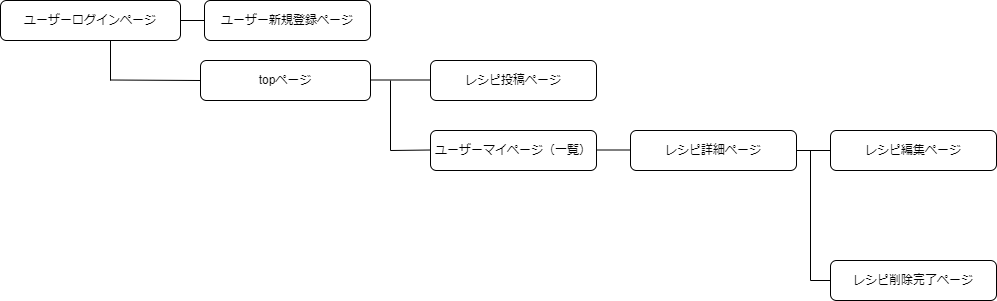 ユーザーログインページ
ユーザー新規登録ページ
topページ
レシピ投稿ページ
ユーザーマイページ（一覧）
レシピ詳細ページ
レシピ編集ページ
レシピ削除完了ページ